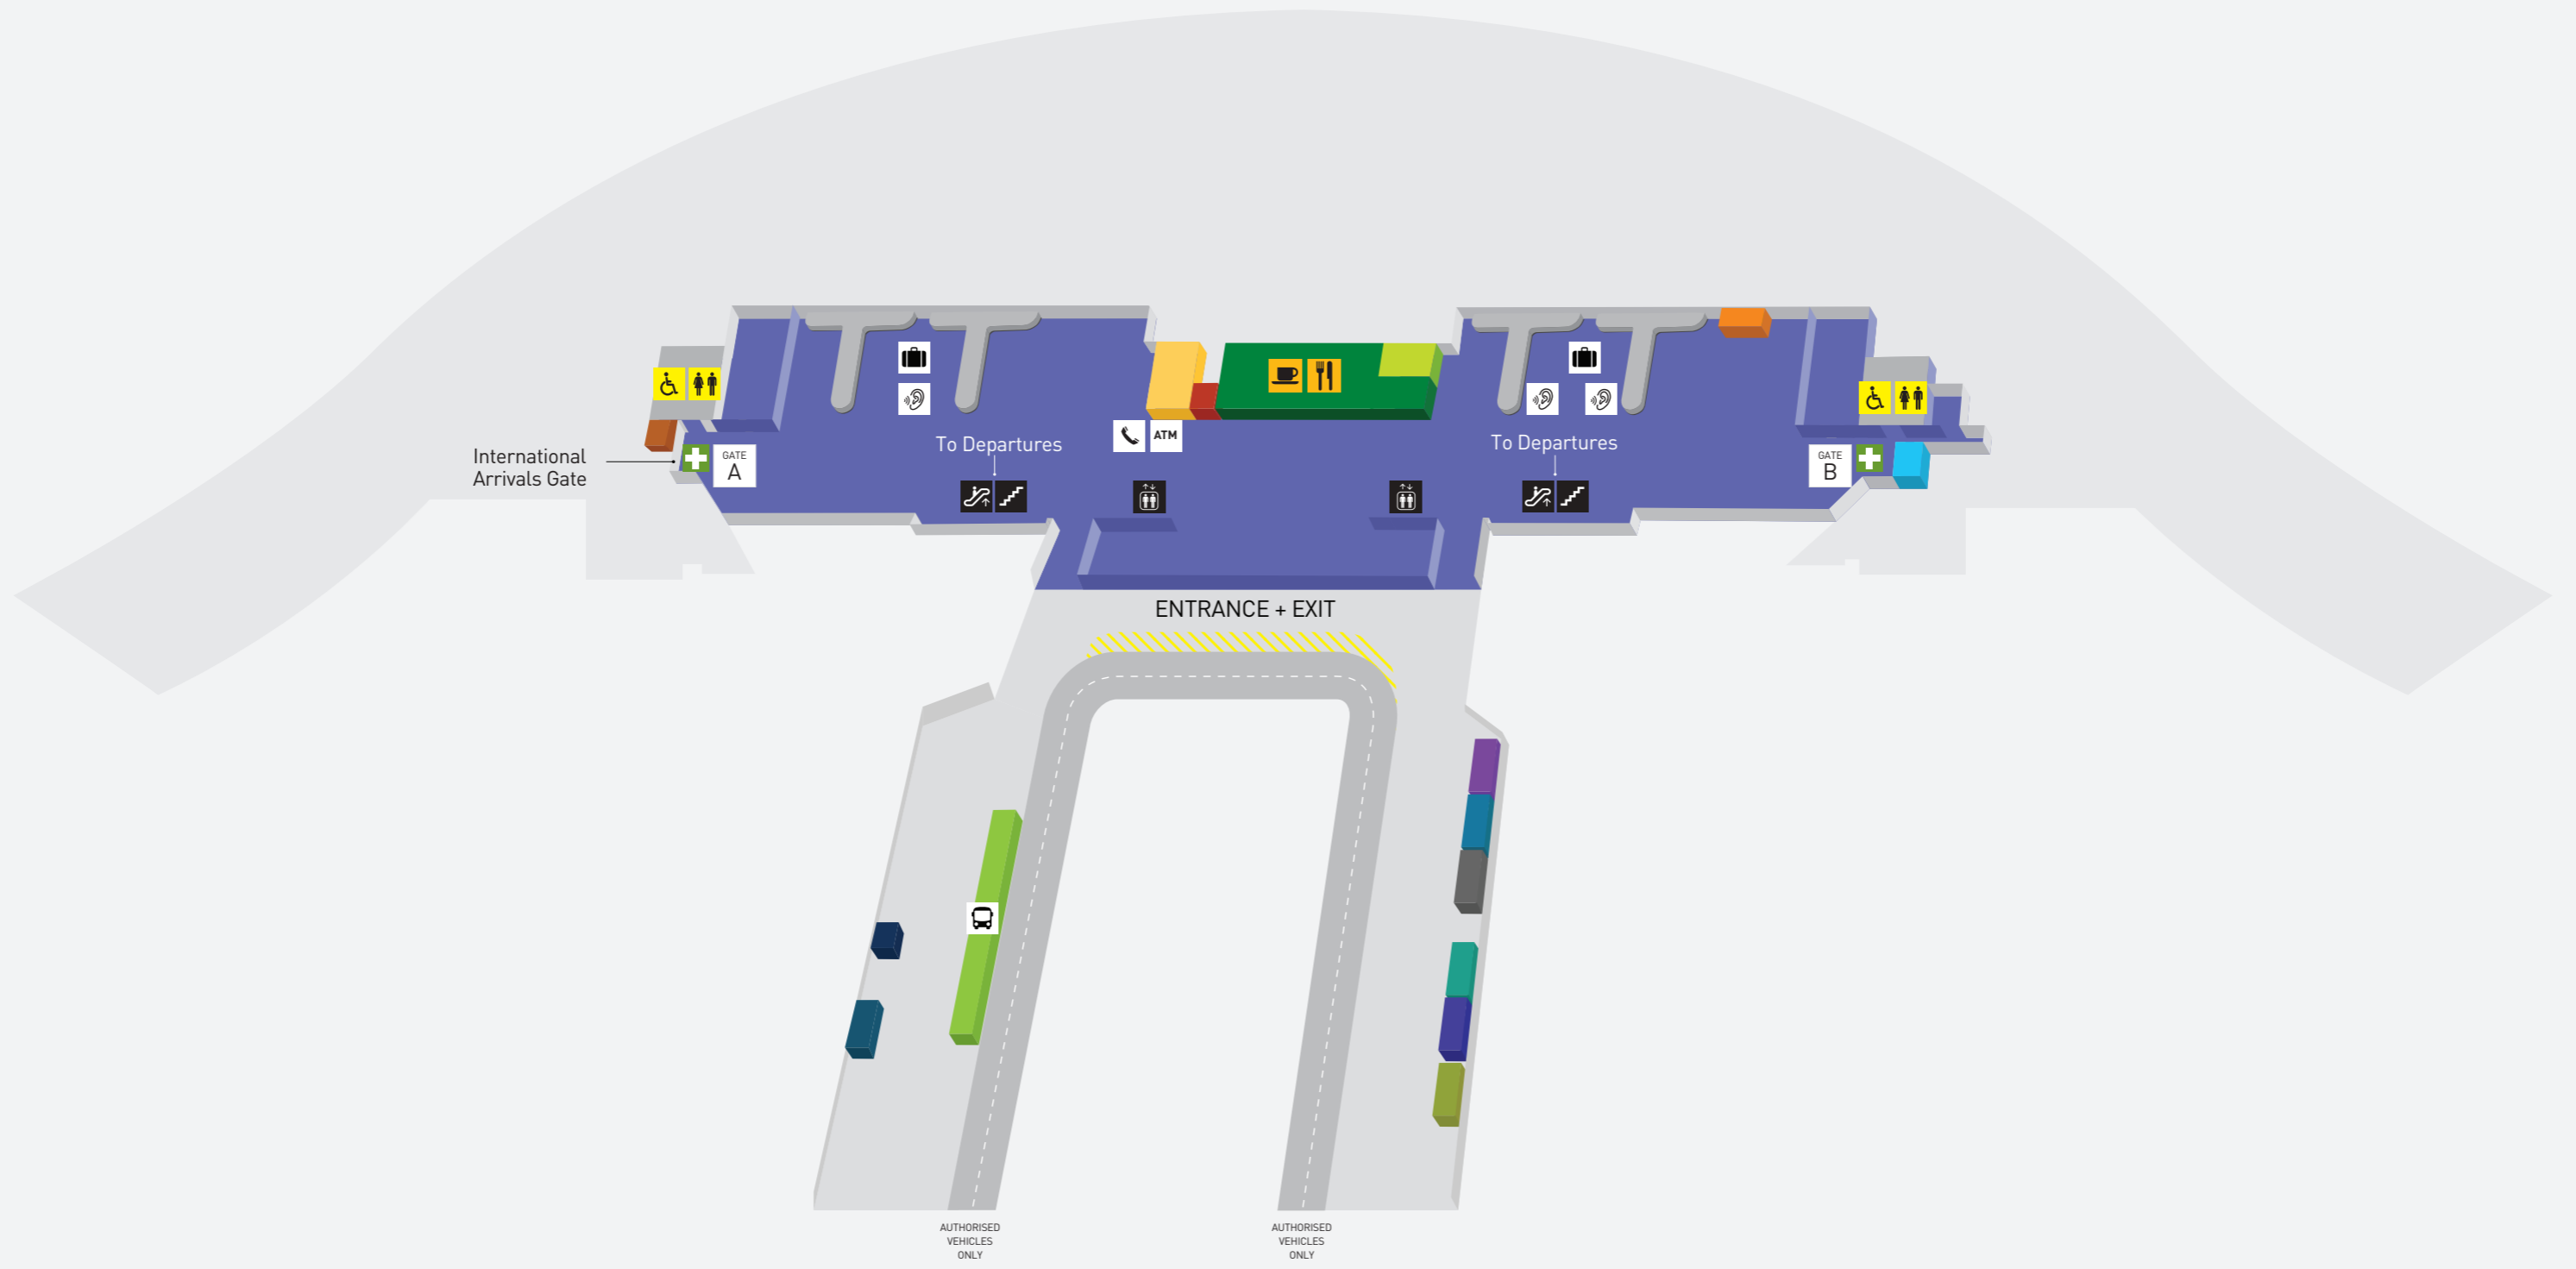 To Departures
To Departures
ATM
International
Arrivals Gate
GATE
A
GATE
B
ENTRANCE + EXIT
AUTHORISED
VEHICLES
ONLY
AUTHORISED
VEHICLES
ONLY